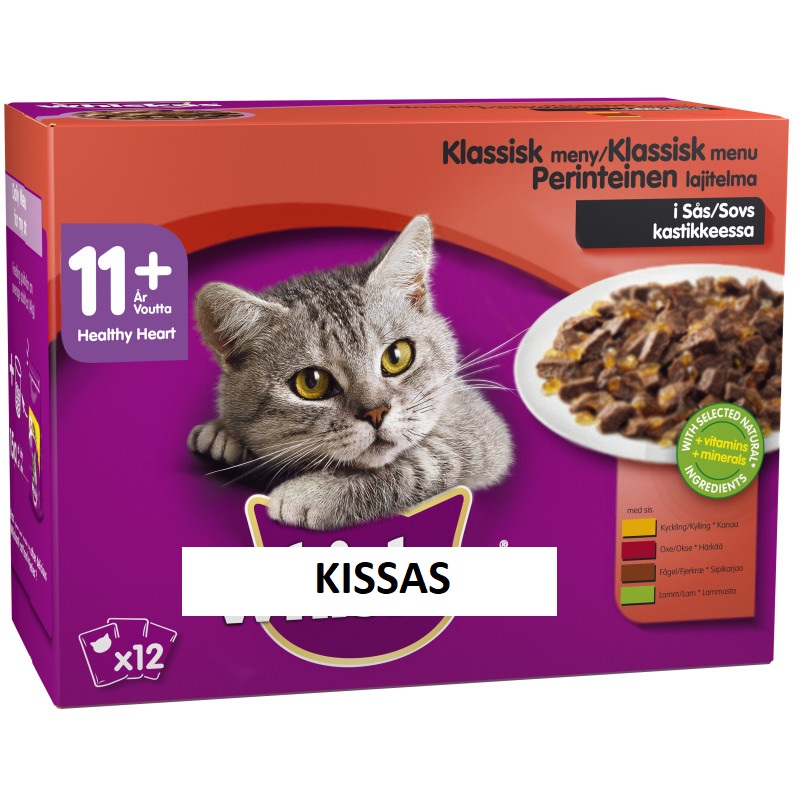 Klassisk meny/Klassisk menu
Perinteinen lajitelma
i Sås/Sovs
kastikkeessa
11+
År
Voutta
Healthy Heart
WITH SELECTED NATURAL*
+vitamins
+minerals
INGREDIENTS
med sis.
Kyckling/Kylling * Kanaa
Oxe/Okse * Härkää
Fågel/Fjerkræ * Siipikarjaa
Lamm/Lam * Lammasta
KISSAS
®
x12